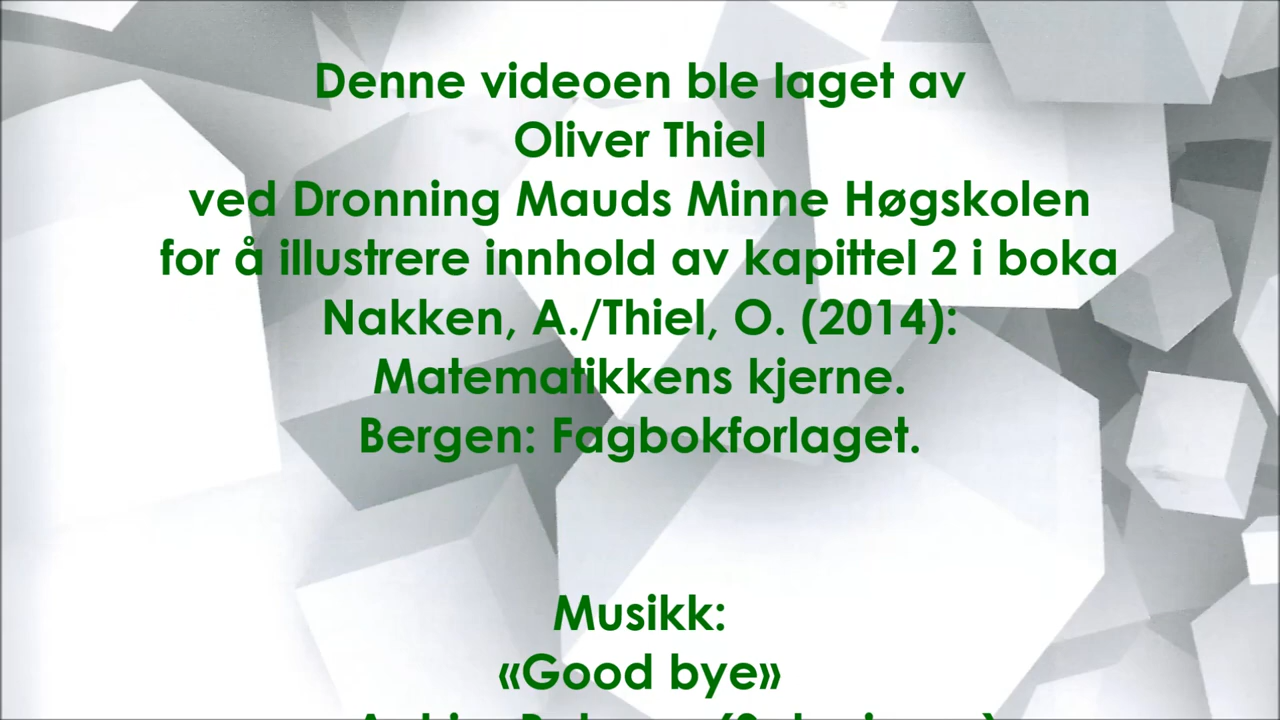 Denne videoen ble laget av
Oliver Thiel
ved Dronning Mauds Minne Høgskolen
for å illustrere innhold av kapittel 2 i boka
Nakken, A./Thiel, O. (2014):
Matematikkens kjerne.
Bergen: Fagbokforlaget.
Musikk:
«Good bye»